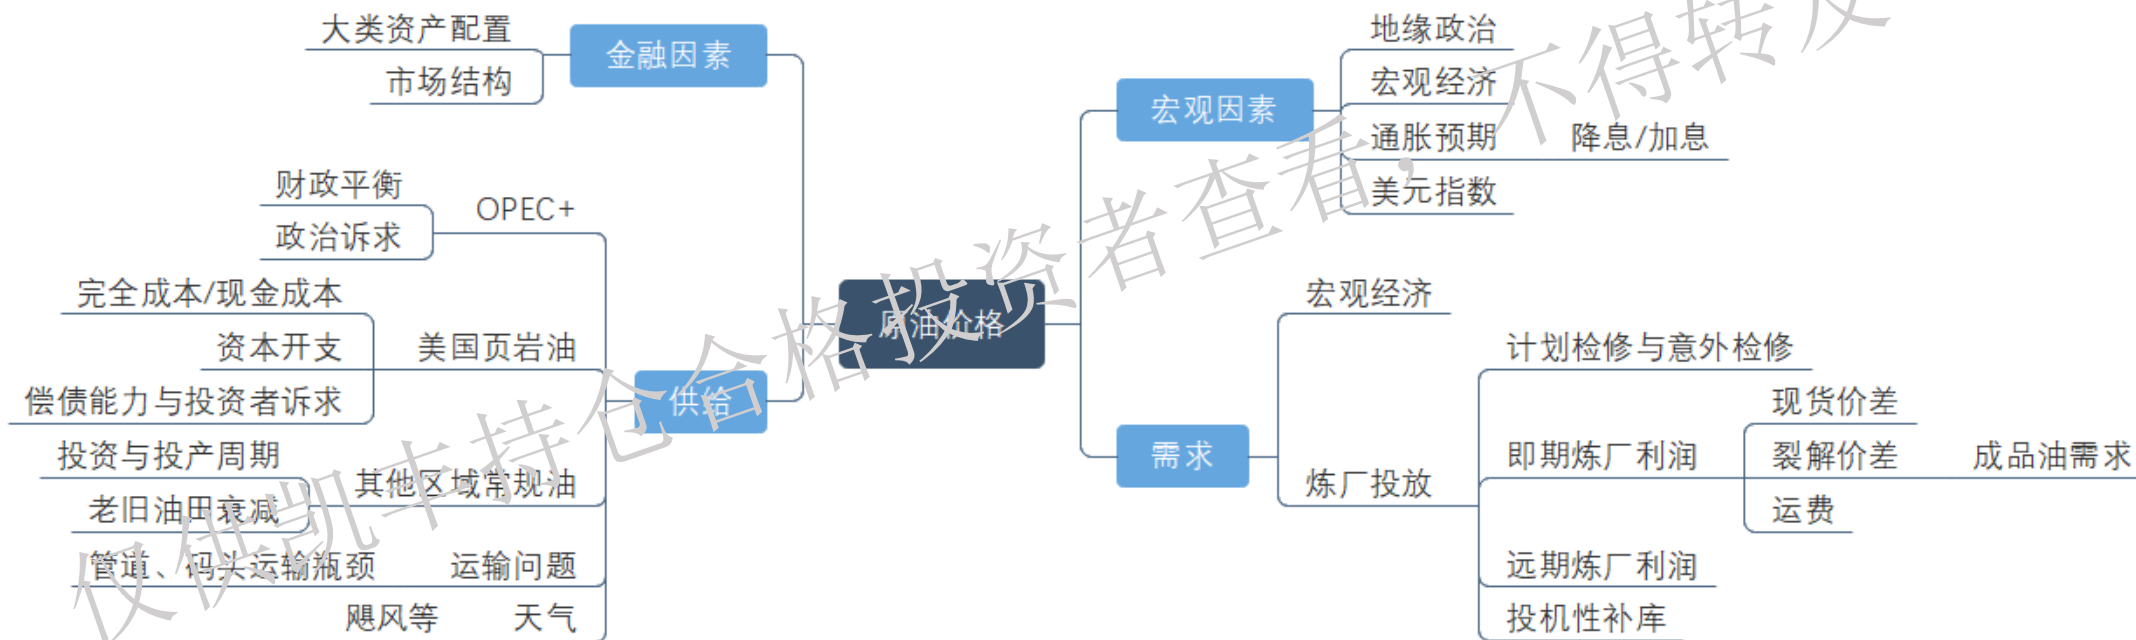 大类资产配置
市场结构
金融因素
财政平衡
政治诉求
OPEC+
完全成本/现金成本
资本开支
偿债能力与投资者诉求
美国页岩油
供给
投资与投产周期
老旧油田衰减
其他区域常规油
管道、码头运输瓶颈
运输问题
飓风等
天气
原油价格
宏观因素
地缘政治
宏观经济
通胀预期
降息/加息
美元指数
需求
宏观经济
炼厂投放
计划检修与意外检修
即期炼厂利润
现货价差
裂解价差
成品油需求
运费
远期炼厂利润
投机性补库
仅供凯丰持仓合格投资者查看，不得转发